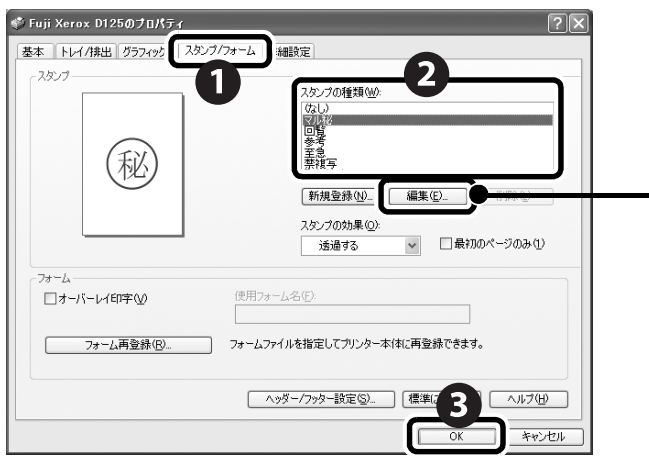 Fuji Xerox D125のプロパティ
基本 トレイ/排出 グラフィック スタンプ/フォーム 詳細設定
1
2
スタンプ
秘
スタンプの種類(W):
(なし)
マル秘
回覧
参考
至急
禁複写
新規登録(N)... 編集(E)...
スタンプの効果(O):
透過する 最初のページのみ(1)
フォーム
オーバーレイ印字(V) 使用フォーム名(F):
フォーム再登録(R)... フォームファイルを指定してプリンター本体に再登録できます。
ヘッダー/フッター設定(S)... 標準に ヘルプ(H)
3
OK キャンセル